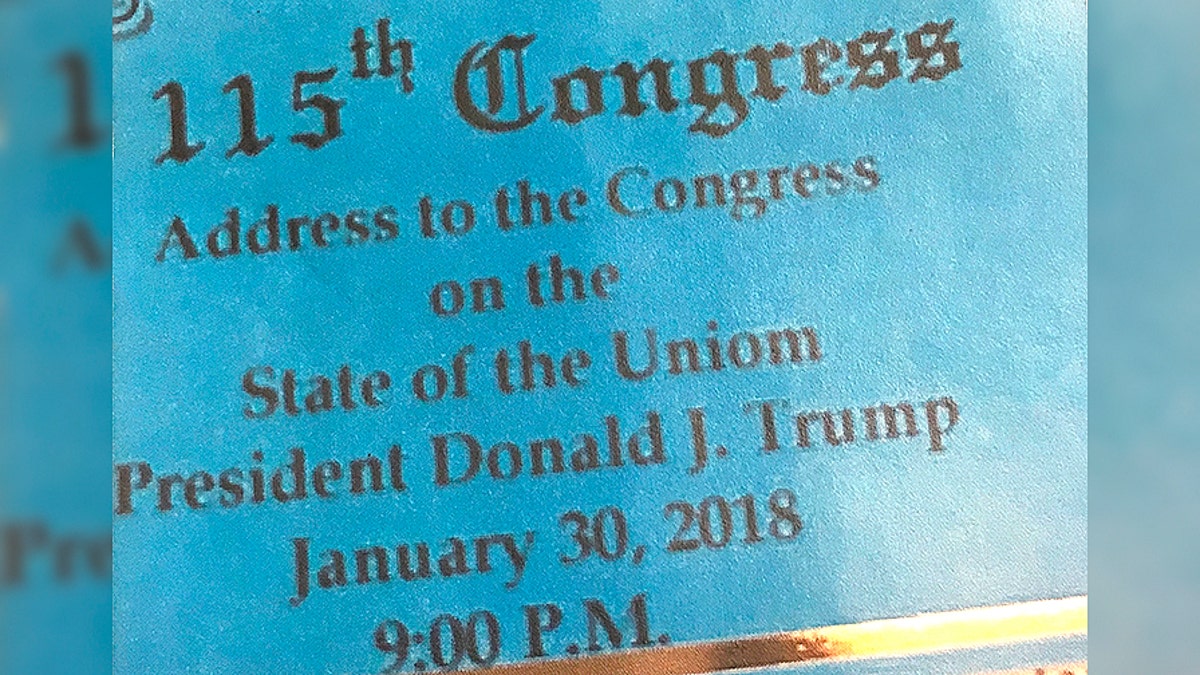 115th Congress
Address to the Congress
on the
State of the Uniom
President Donald J. Trump
January 30, 2018
9:00 P.M.